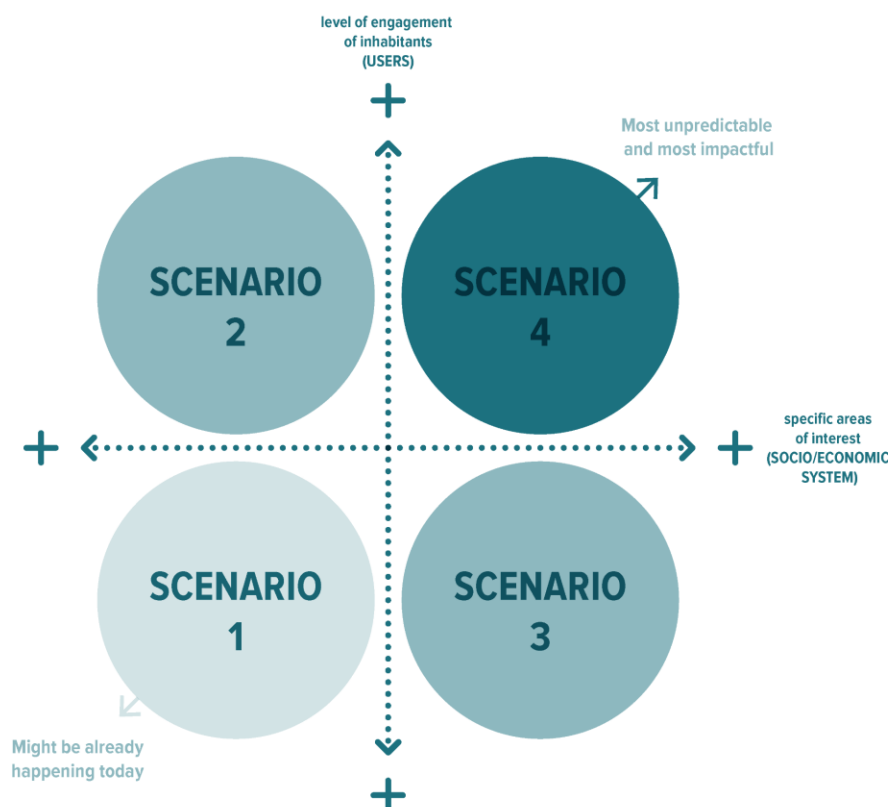 level of engagement
of inhabitants
(USERS)
+
Most unpredictable
and most impactful
SCENARIO
2
SCENARIO
4
+
+
specific areas
of interest
(SOCIO/ECONOMIC
SYSTEM)
SCENARIO
1
SCENARIO
3
Might be already
happening today
+